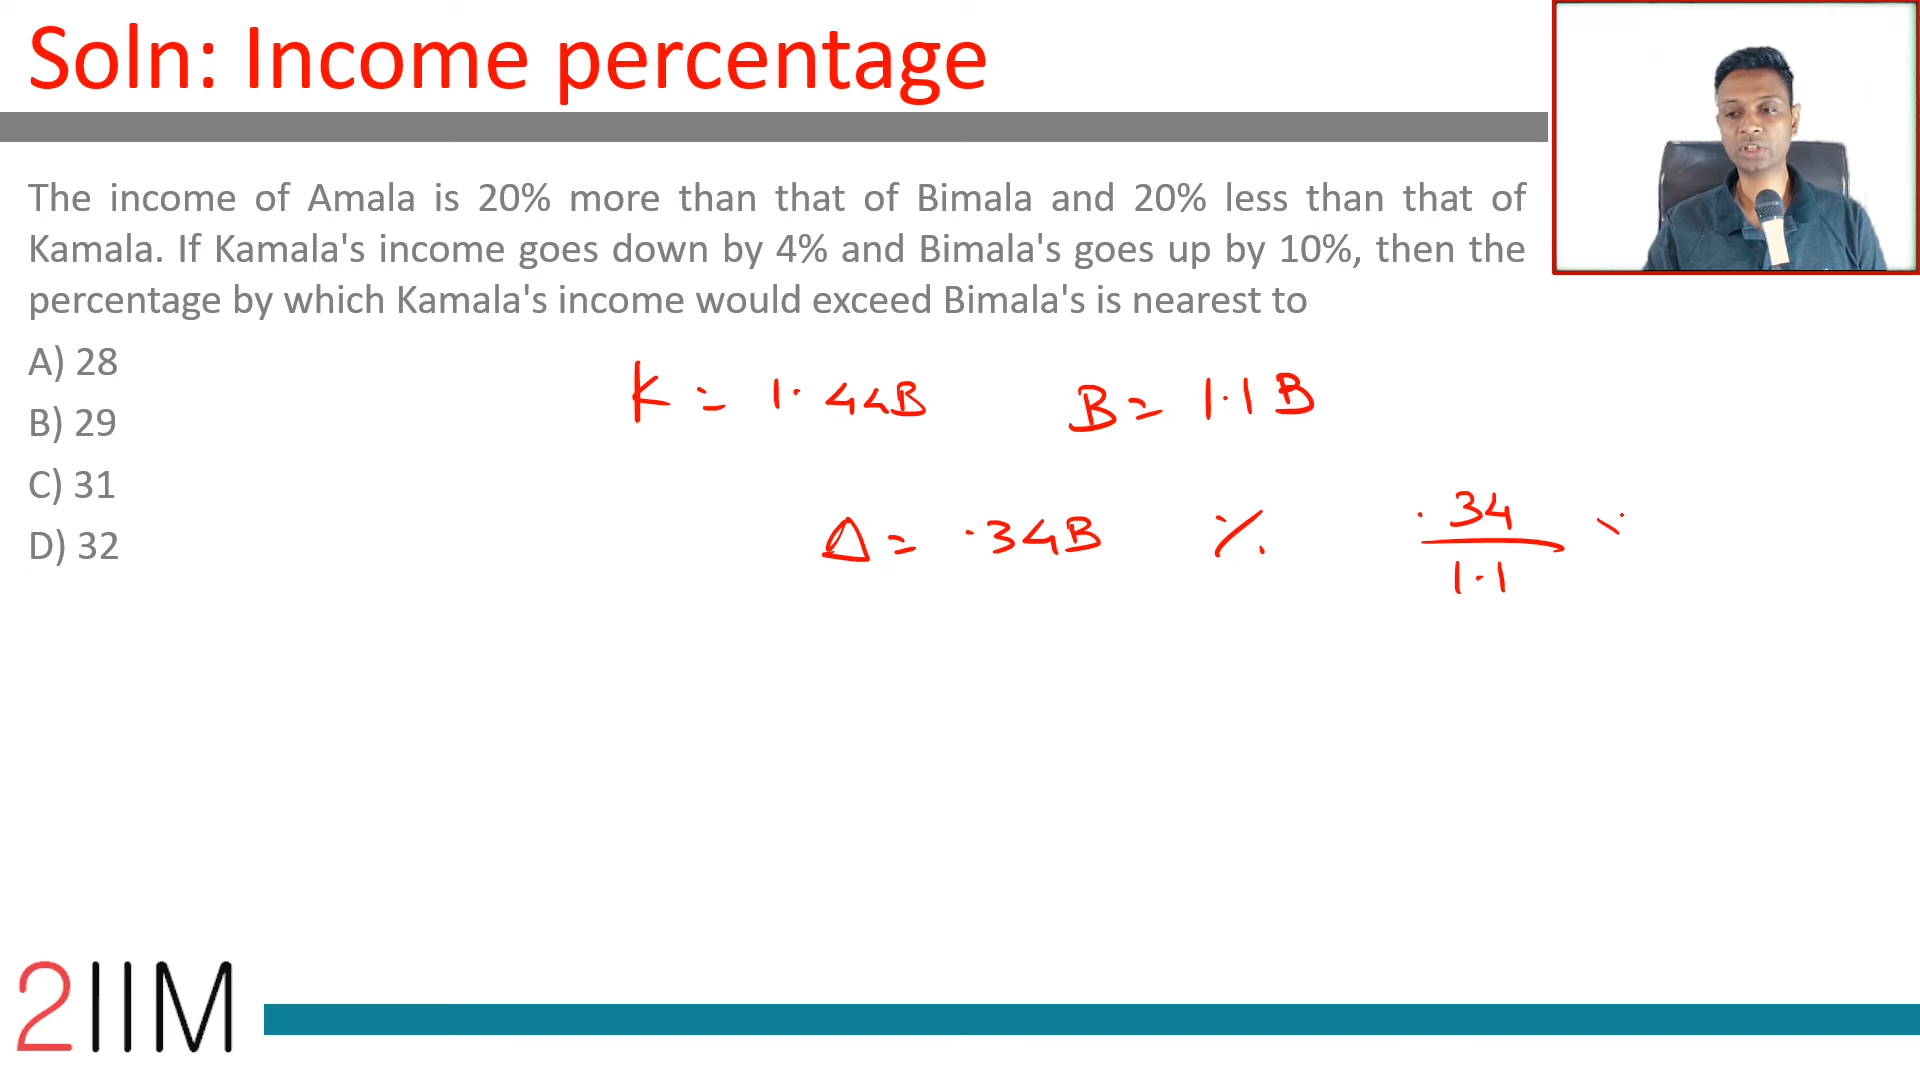 Soln: Income percentage
The income of Amala is 20% more than that of Bimala and 20% less than that of
Kamala. If Kamala's income goes down by 4% and Bimala's goes up by 10%, then the
percentage by which Kamala's income would exceed Bimala's is nearest to
A) 28
B) 29
C) 31
D) 32
K = 1.44B B = 1.1B
Δ = .34B % .34
1.1
2IIM